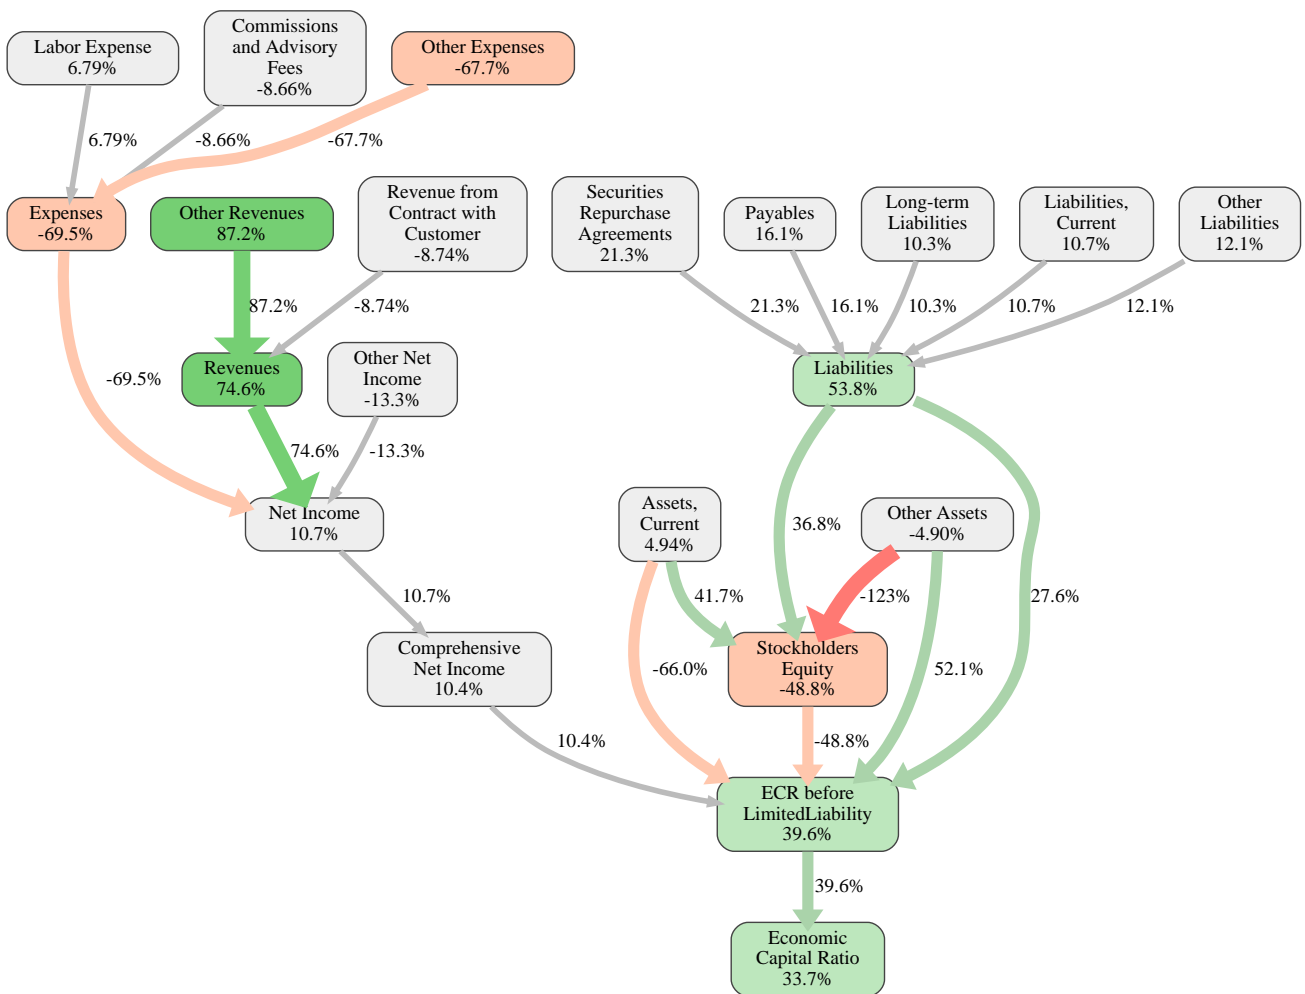 Labor Expense
6.79%
Commissions
and Advisory
Fees
-8.66%
Other Expenses
-67.7%
6.79%
-8.66%
-67.7%
Expenses
-69.5%
Other Revenues
87.2%
Revenue from
Contract with
Customer
-8.74%
Securities
Repurchase
Agreements
21.3%
Payables
16.1%
Long-term
Liabilities
10.3%
Liabilities,
Current
10.7%
Other
Liabilities
12.1%
87.2%
-8.74%
21.3%
16.1%
10.3%
10.7%
12.1%
-69.5%
Revenues
74.6%
Other Net
Income
-13.3%
Liabilities
53.8%
74.6%
-13.3%
Net Income
10.7%
Assets,
Current
4.94%
36.8%
Other Assets
-4.90%
10.7%
41.7%
-123%
27.6%
Comprehensive
Net Income
10.4%
-66.0%
Stockholders
Equity
-48.8%
52.1%
10.4%
-48.8%
ECR before
LimitedLiability
39.6%
39.6%
Economic
Capital Ratio
33.7%